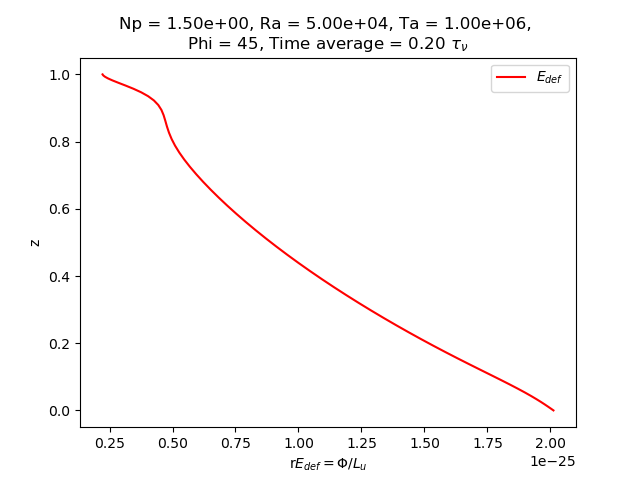 Np = 1.50e+00, Ra = 5.00e+04, Ta = 1.00e+06,
Phi = 45, Time average = 0.20 τ_ν
E_def
1.0
0.8
0.6
0.4
0.2
0.0
z
0.25 0.50 0.75 1.00 1.25 1.50 1.75 2.00
1e−25
rE_def = Φ/L_u